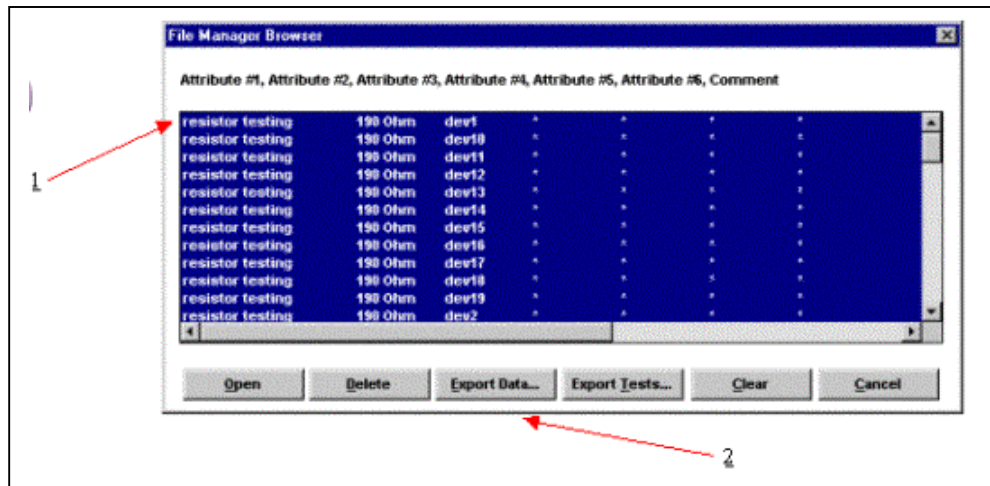 File Manager Browser
Attribute #1, Attribute #2, Attribute #3, Attribute #4, Attribute #5, Attribute #6, Comment
resistor testing 190 Ohm dev1 * * * *
resistor testing 190 Ohm dev10 * * * *
resistor testing 190 Ohm dev11 * * * *
resistor testing 190 Ohm dev12 * * * *
resistor testing 190 Ohm dev13 * * * *
resistor testing 190 Ohm dev14 * * * *
resistor testing 190 Ohm dev15 * * * *
resistor testing 190 Ohm dev16 * * * *
resistor testing 190 Ohm dev17 * * * *
resistor testing 190 Ohm dev18 * * * *
resistor testing 190 Ohm dev19 * * * *
resistor testing 190 Ohm dev2 * * * *
Open Delete Export Data... Export Tests... Clear Cancel
1
2